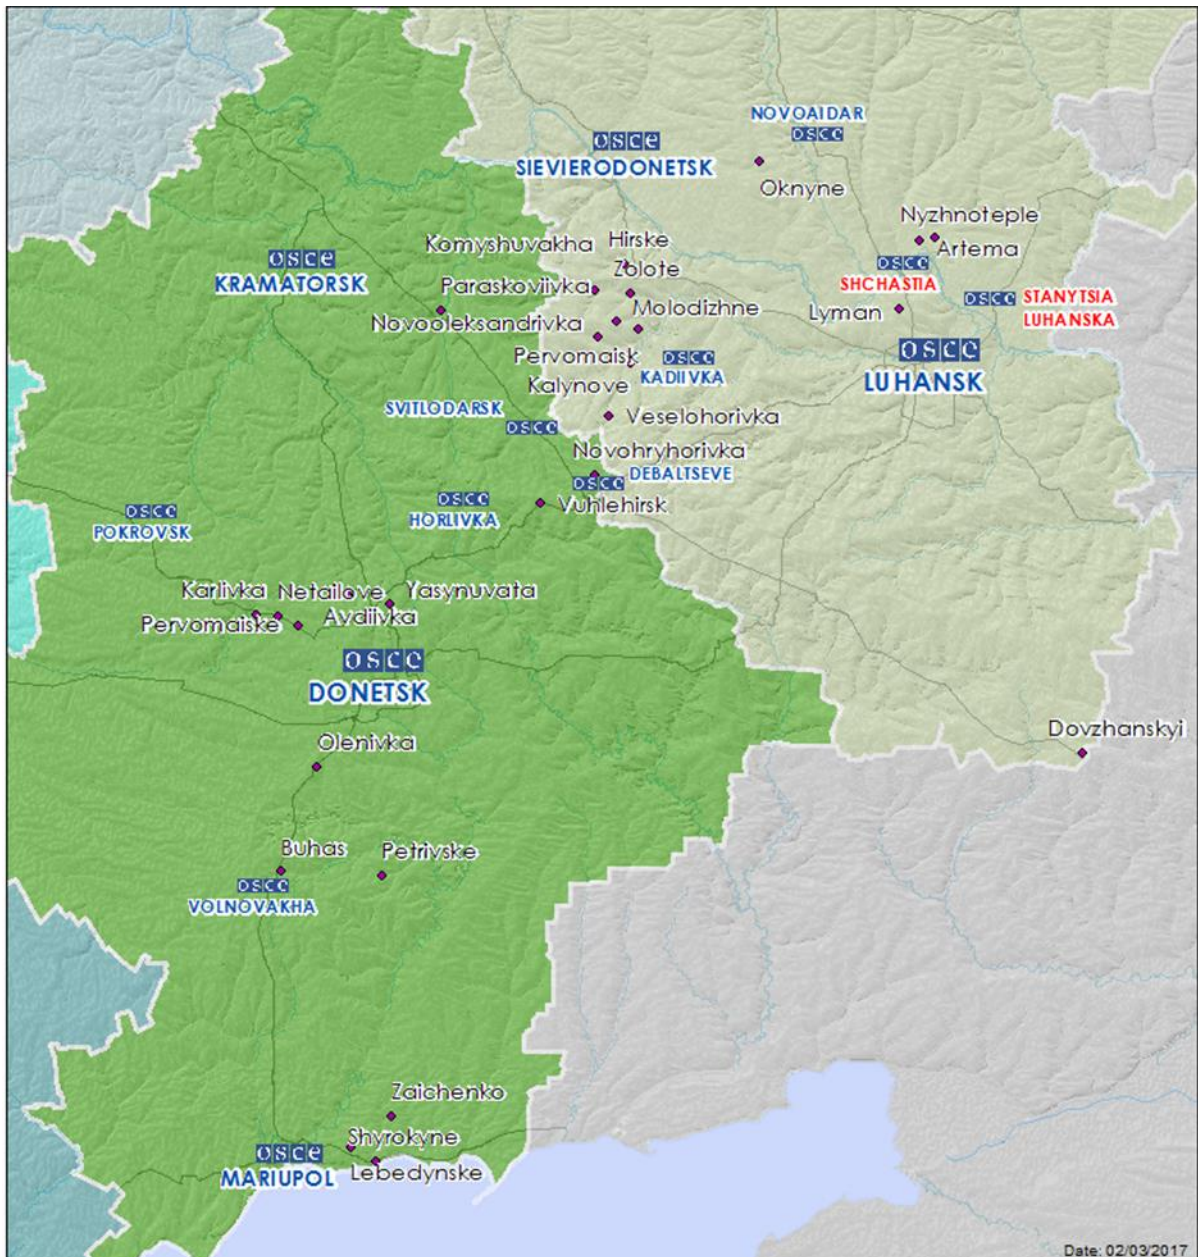 NOVOAIDAR
osce
osce
SIEVIERODONETSK
Oknyne
Nyzhnoteple
Artema
Komyshuvakha
Hirske
osce
KRAMATORSK
Zolote
osce
SHCHASTIA
Paraskoviivka
osce
STANYTSIA
LUHANSKA
Molodizhne
Lyman
Novooleksandrivka
Pervomaisk
osce
KADIIVKA
osce
LUHANSK
Kalynove
SVITLODARSK
osce
Veselohorivka
Novohryhorivka
DEBALTSEVE
osce
osce
POKROVSK
osce
HORLIVKA
Vuhlehirsk
Karlivka
Netailove
Yasynuvata
Pervomaiske
Avdiivka
osce
DONETSK
Olenivka
Dovzhanskyi
Buhas
Petrivske
osce
VOLNOVAKHA
Zaichenko
Shyrokyne
osce
MARIUPOL
Lebedynske
Date: 02/03/2017